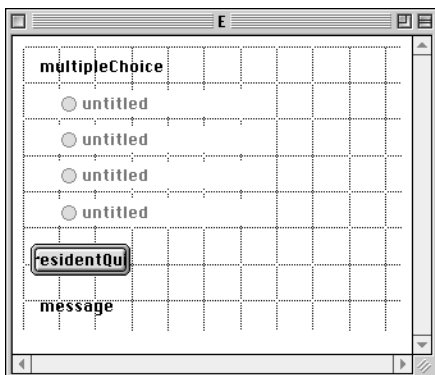 E
multipleChoice
untitled
untitled
untitled
untitled
residentQui
message